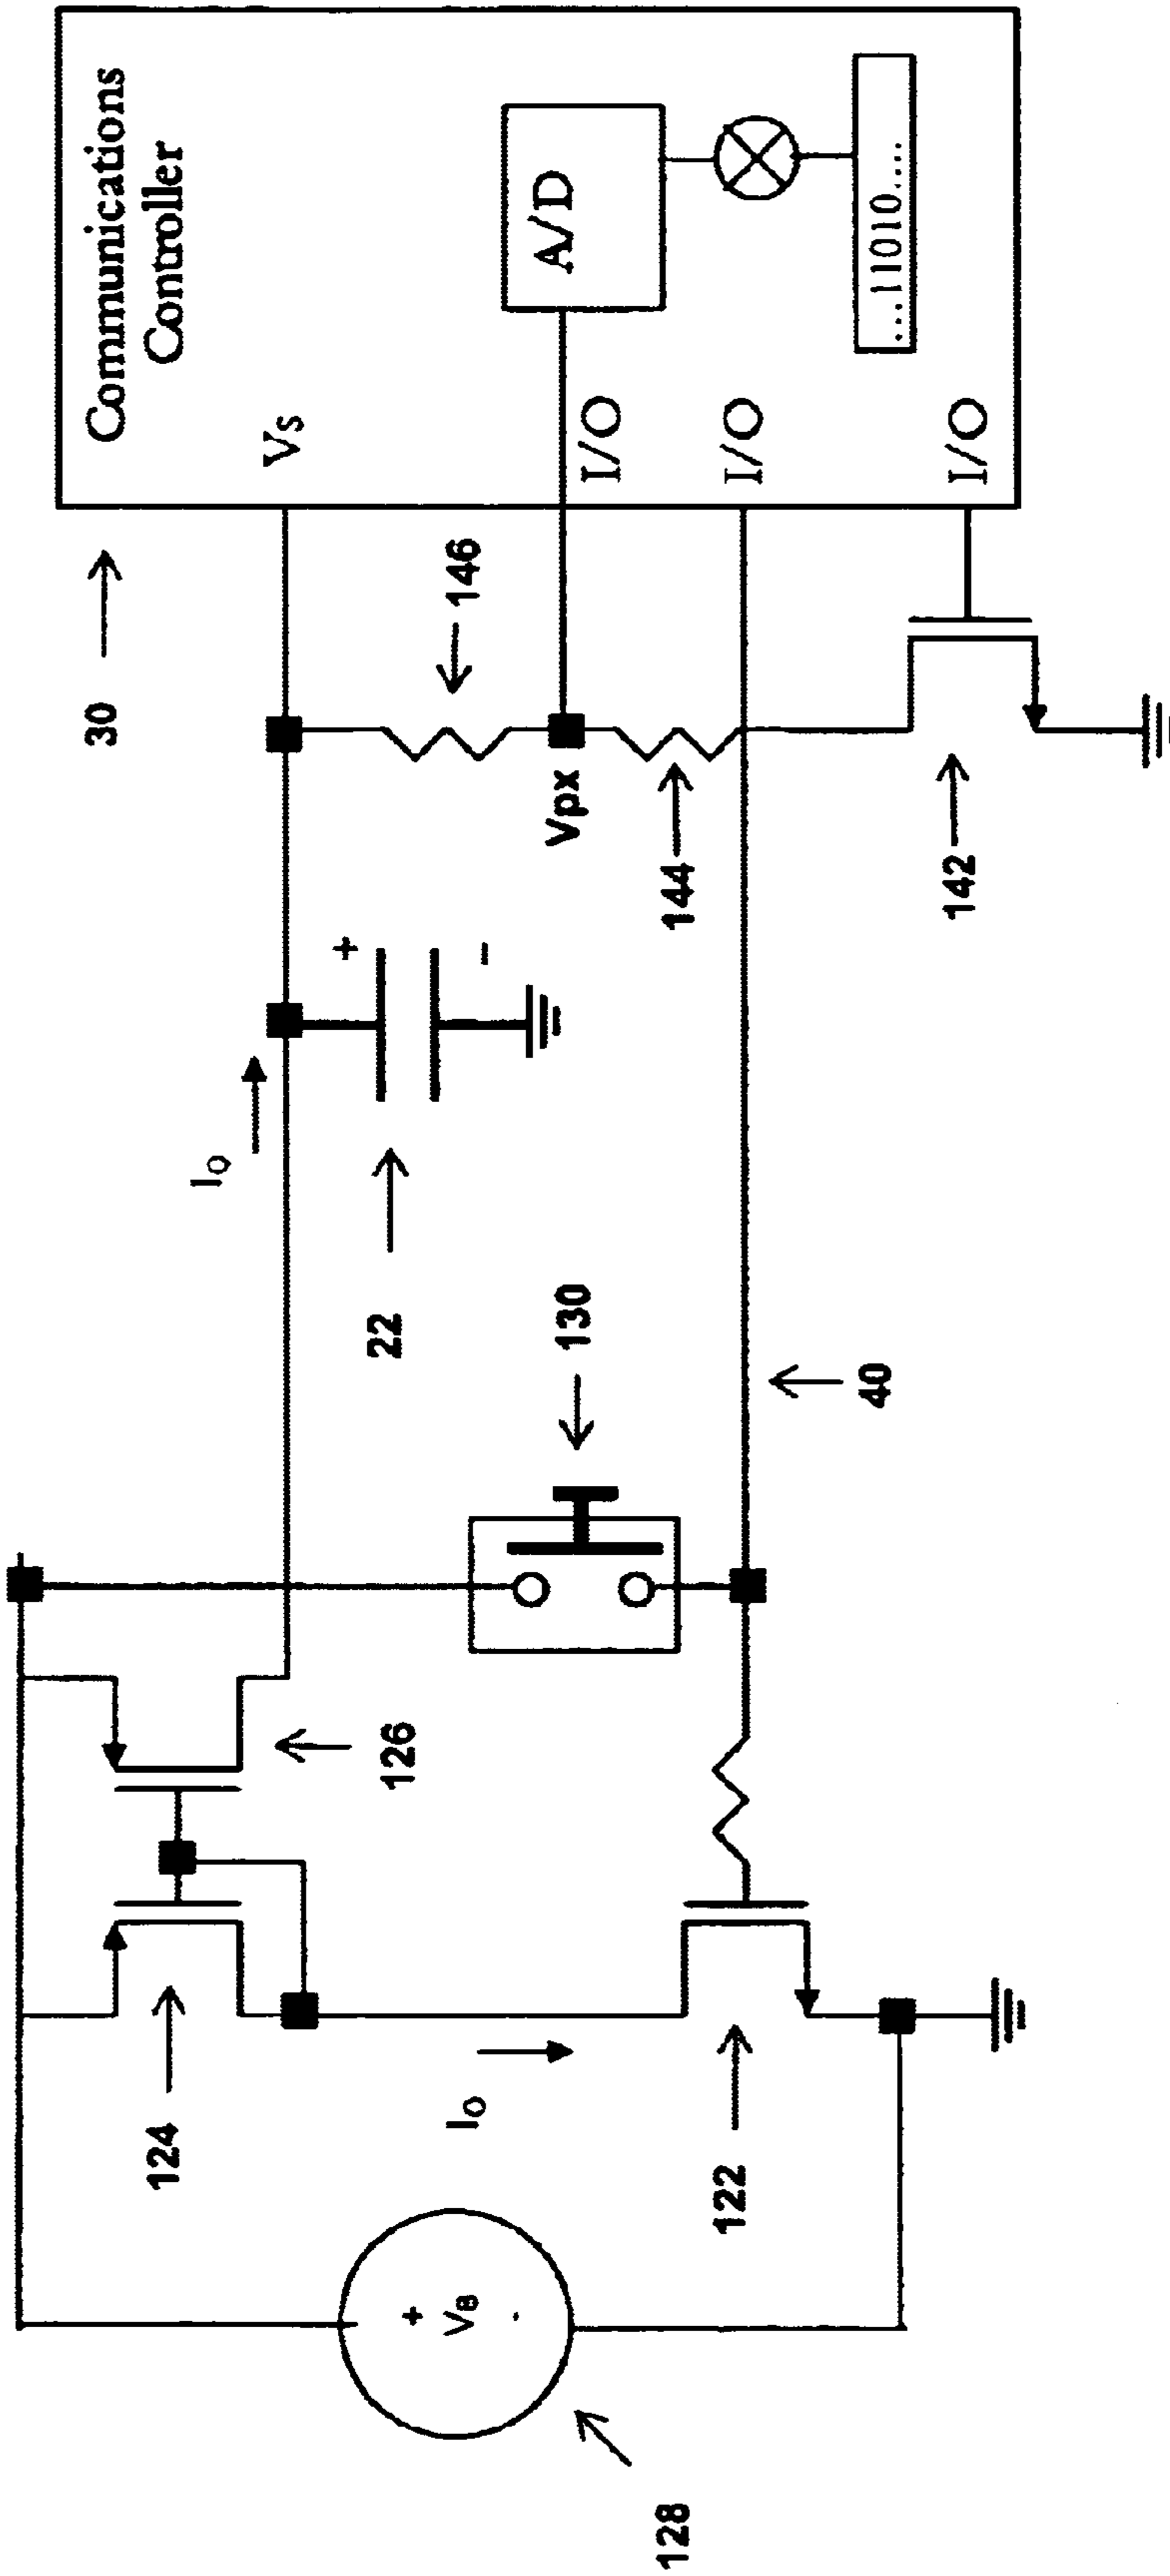 Communications
Controller
30
Vs
A/D
146
I/O
Vpx
I/O
....11010....
144
I/O
142
Io
+
-
22
130
40
126
124
Io
122
+
VB
-
128